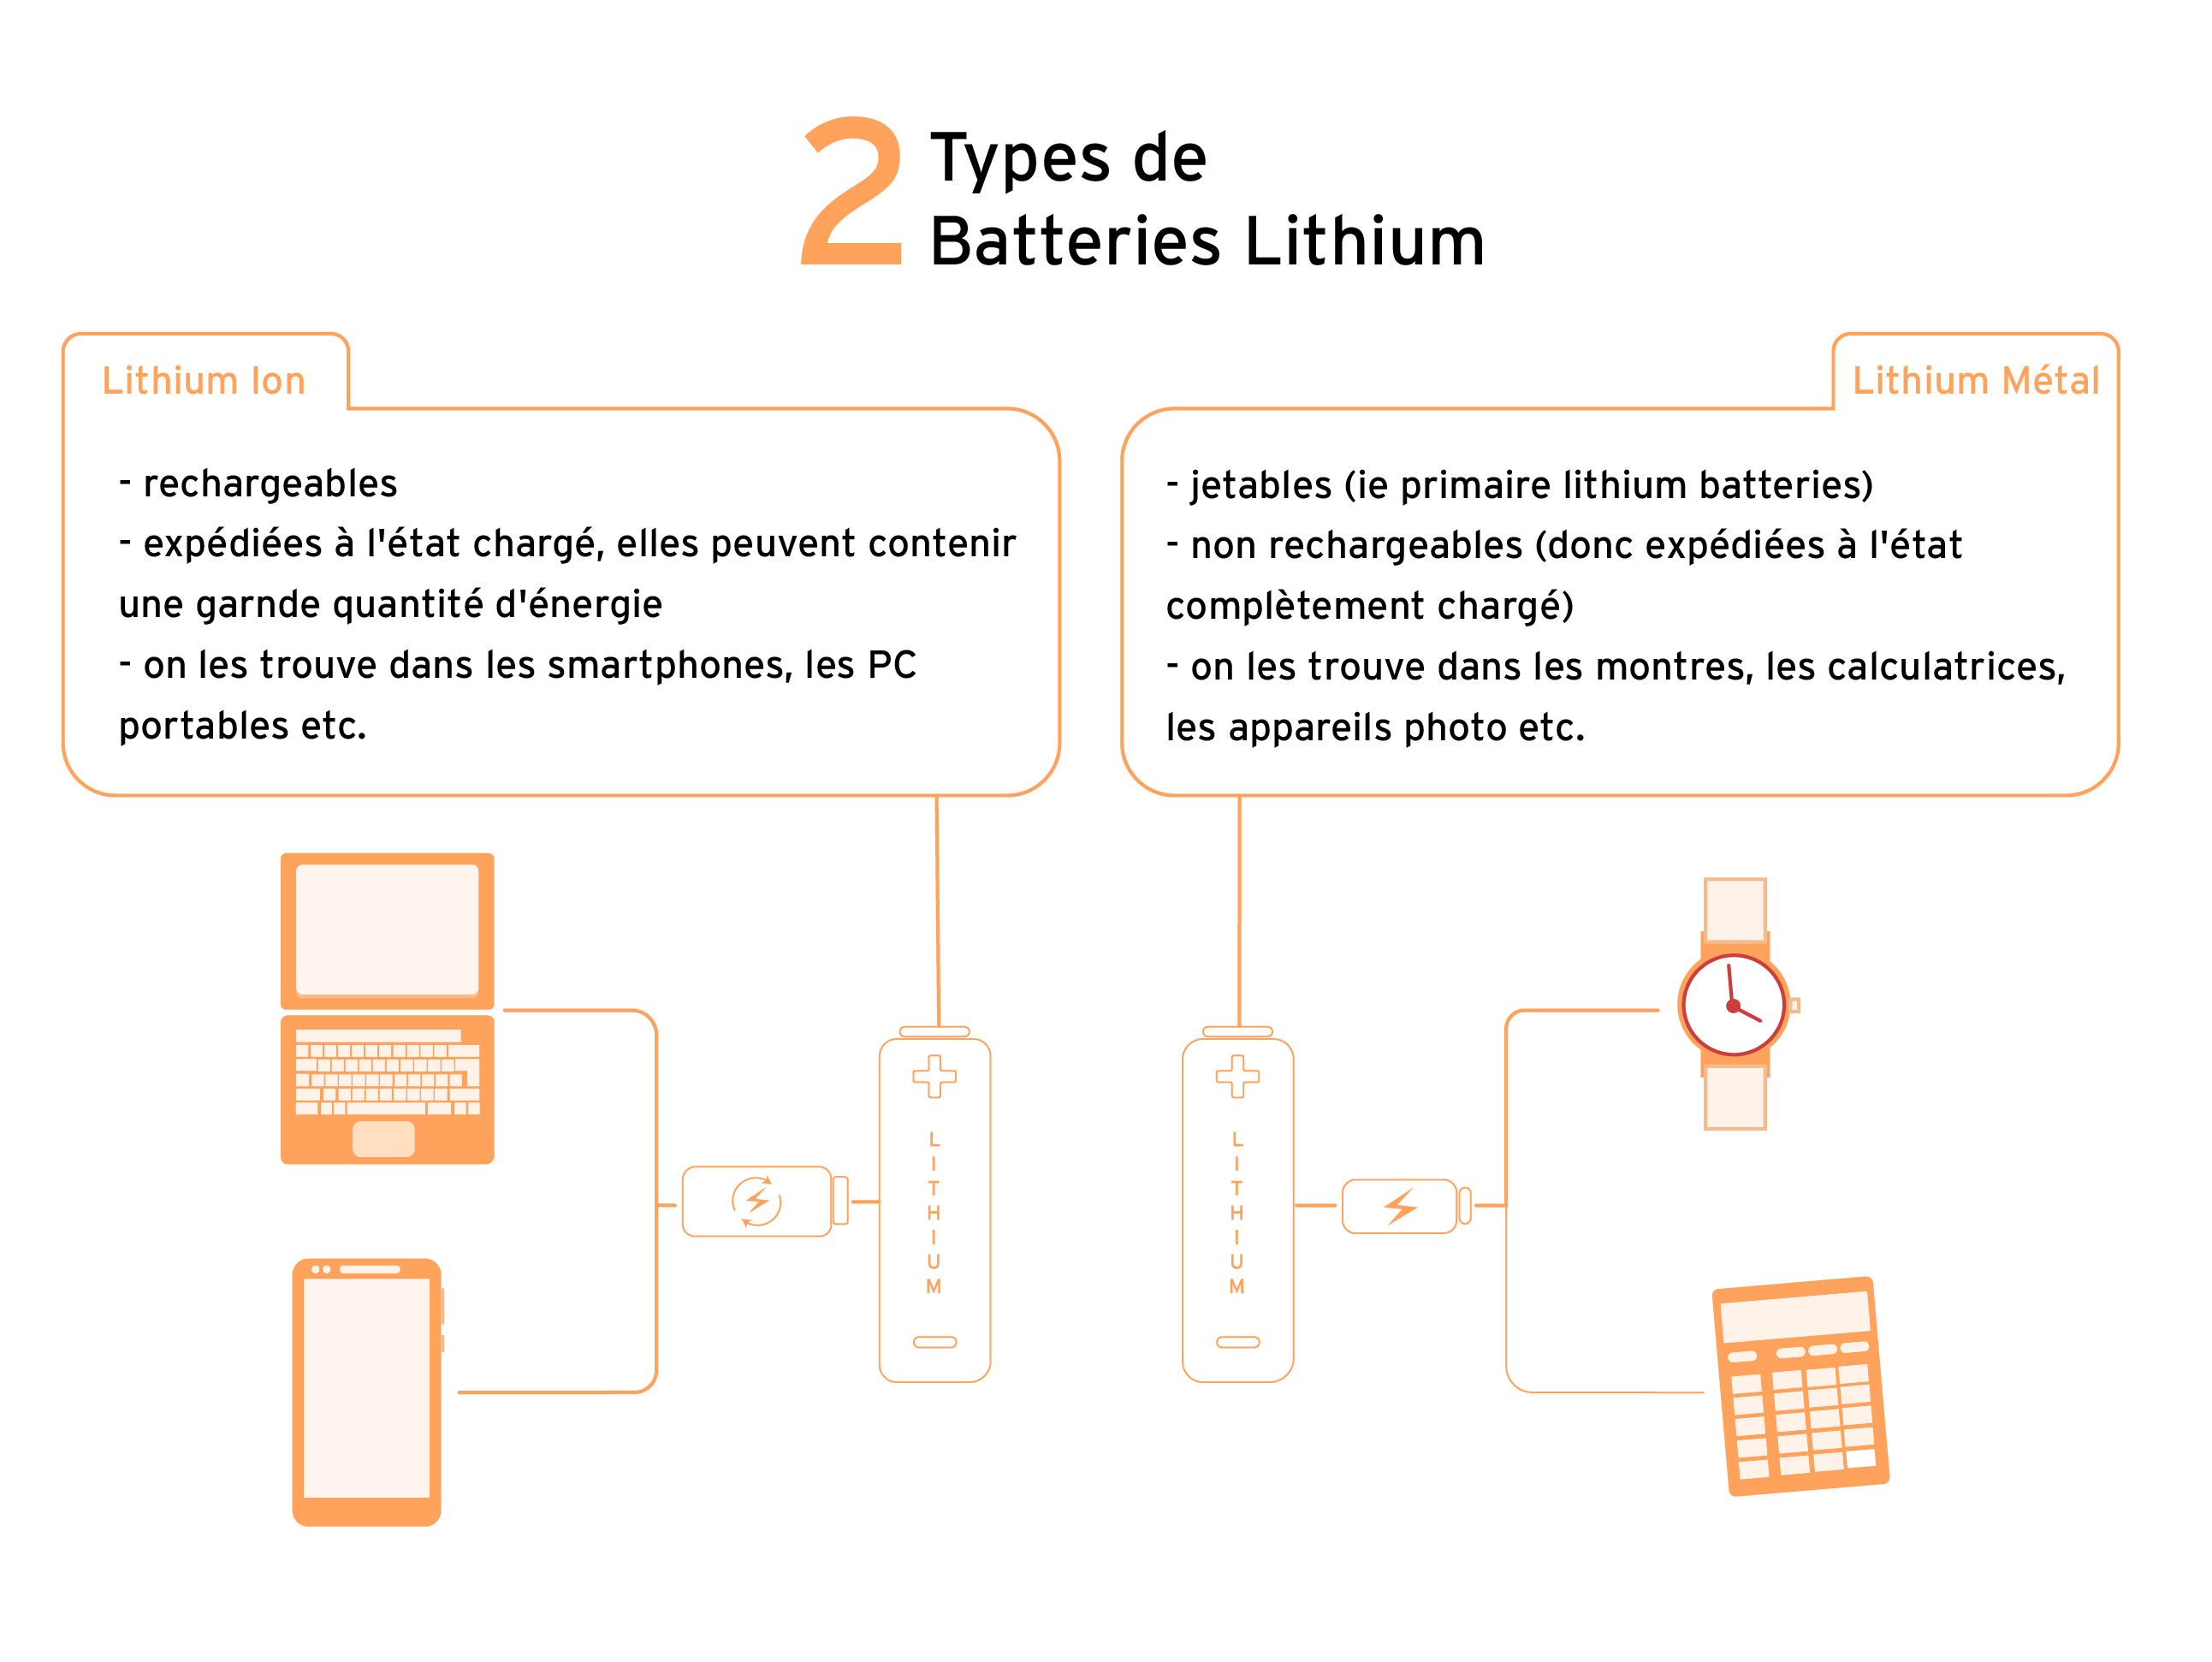 2 Types de
Batteries Lithium
Lithium Ion
- rechargeables
- expédiées à l'état chargé, elles peuvent contenir
une garnde quantité d'énergie
- on les trouve dans les smartphones, les PC
portables etc.
Lithium Métal
- jetables (ie primaire lithium batteries)
- non rechargeables (donc expédiées à l'état
complètement chargé)
- on les trouve dans les montres, les calculatrices,
les appareils photo etc.
LITHIUM
LITHIUM